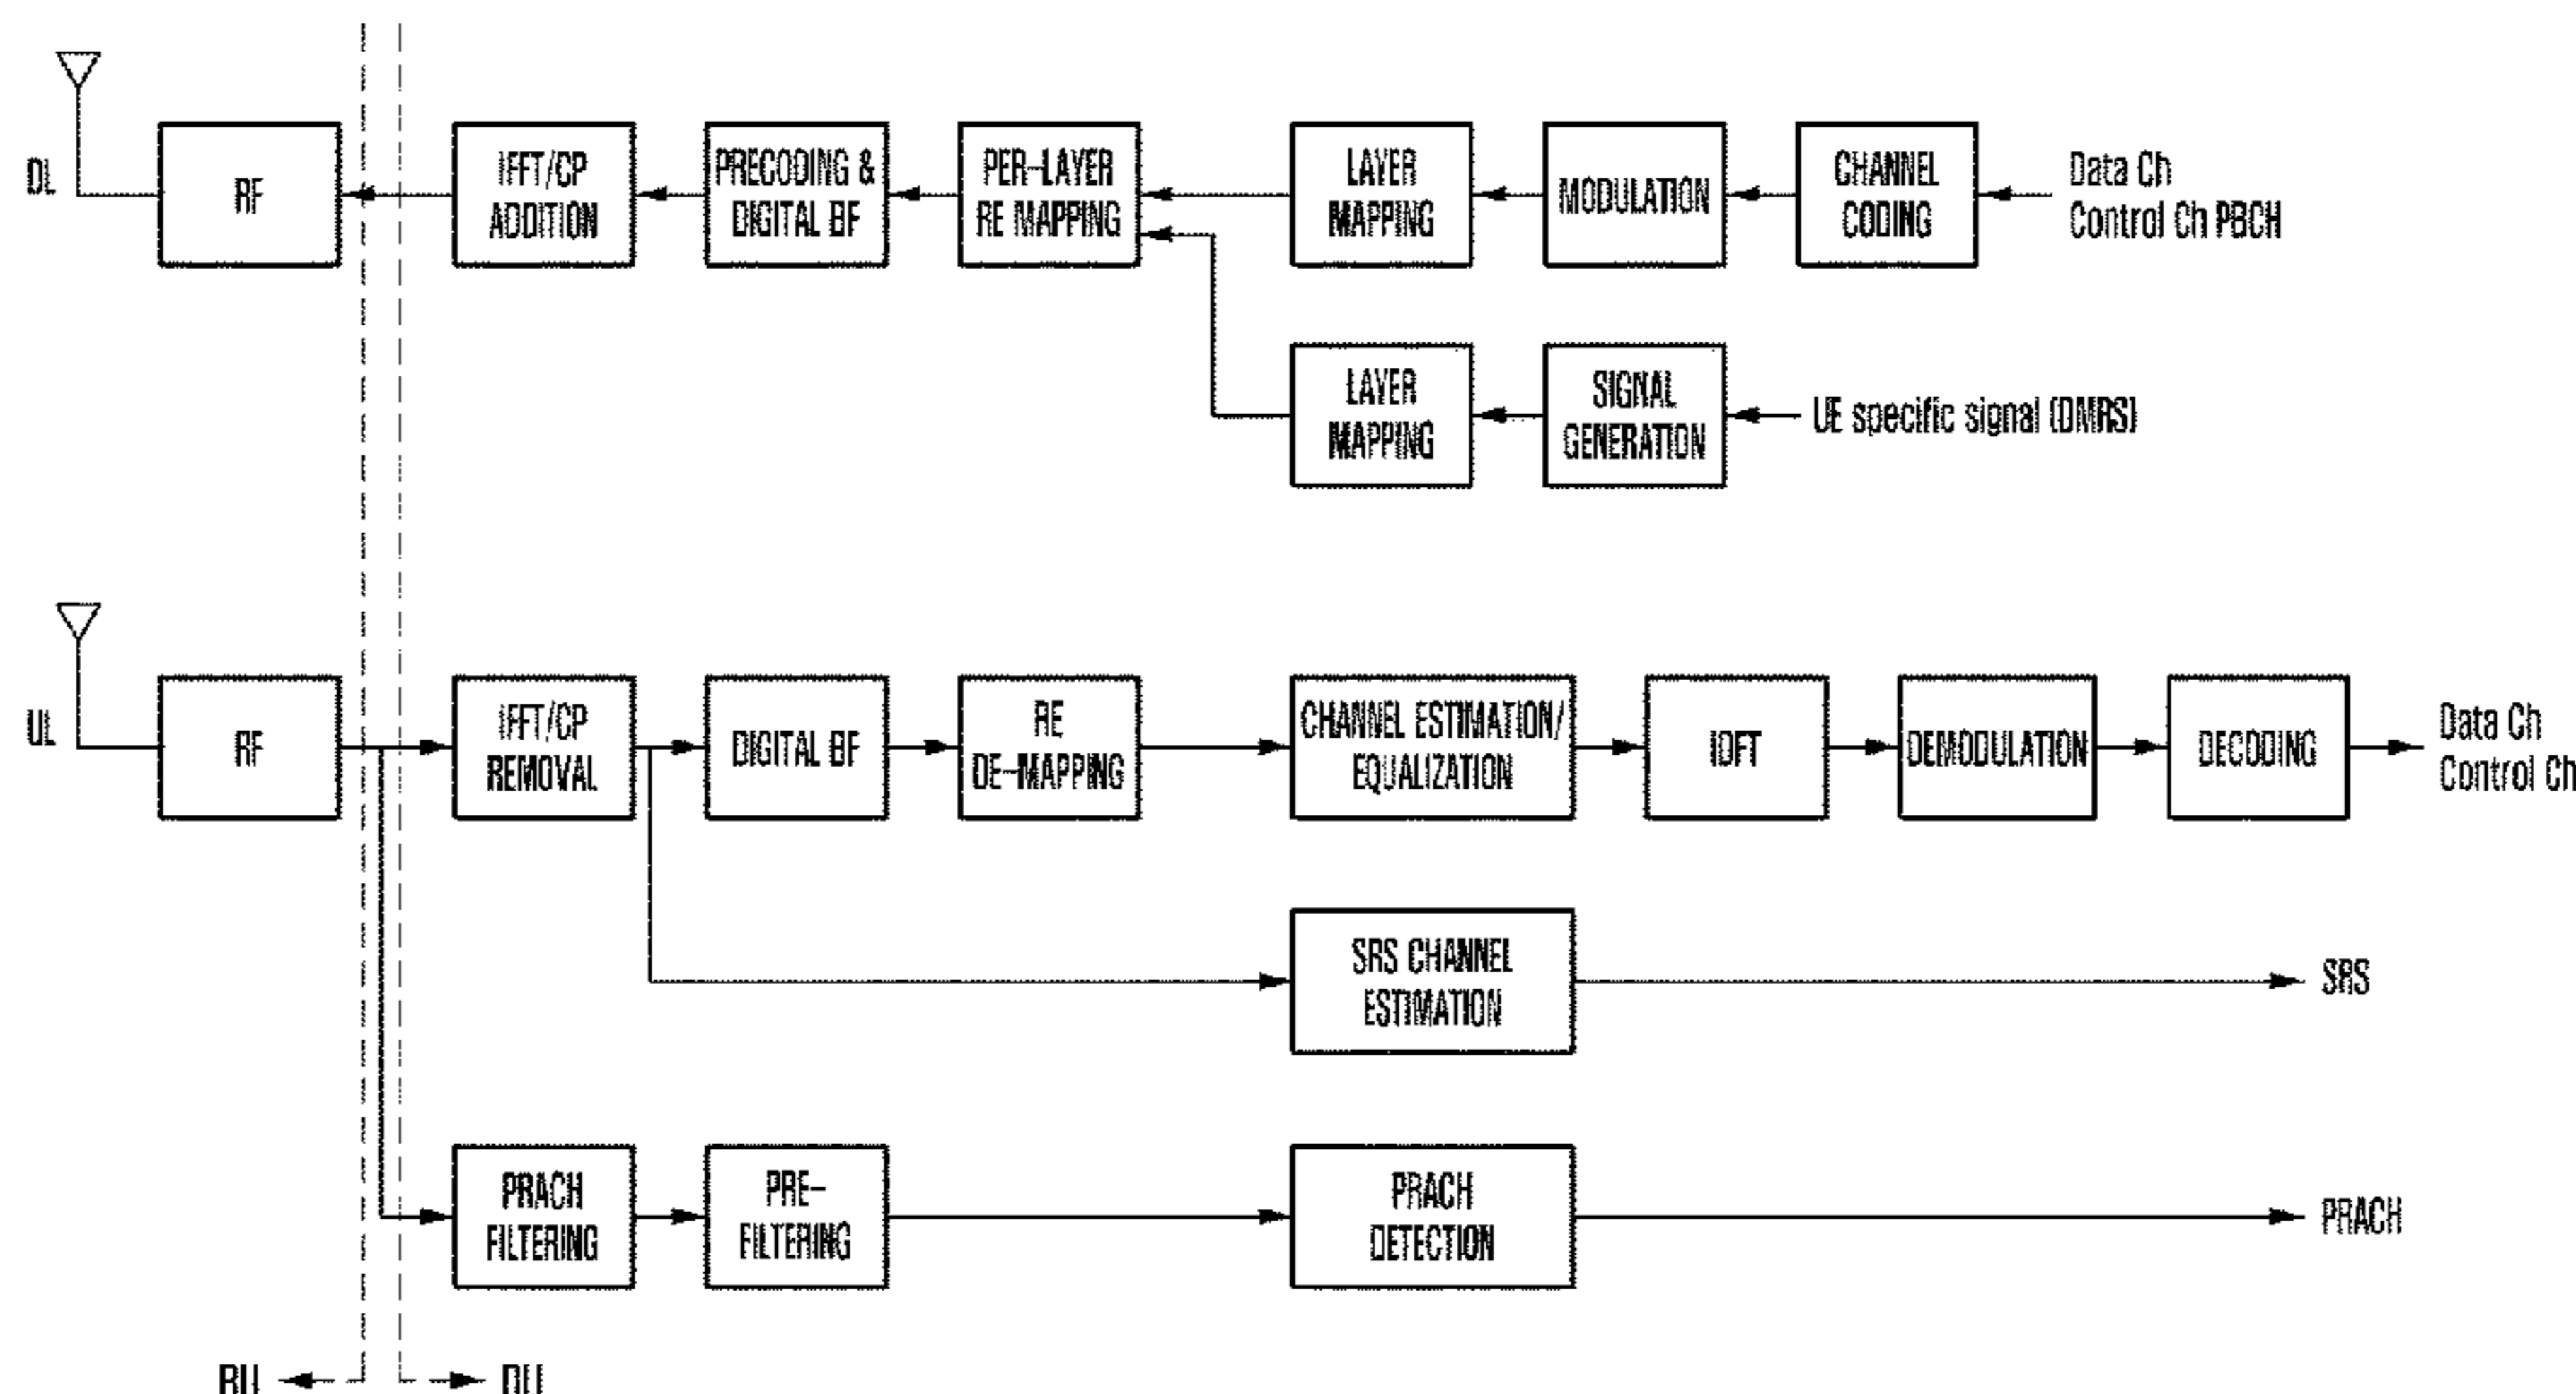 DL
RF
IFFT/CP
ADDITION
PRECODING &
DIGITAL BF
PER-LAYER
RE MAPPING
LAYER
MAPPING
MODULATION
CHANNEL
CODING
Data Ch
Control Ch PBCH
LAYER
MAPPING
SIGNAL
GENERATION
UE specific signal (DMRS)
UL
RF
IFFT/CP
REMOVAL
DIGITAL BF
RE
DE-MAPPING
CHANNEL ESTIMATION/
EQUALIZATION
IDFT
DEMODULATION
DECODING
Data Ch
Control Ch
SRS CHANNEL
ESTIMATION
SRS
PRACH
FILTERING
PRE-
FILTERING
PRACH
DETECTION
PRACH
RU
DU